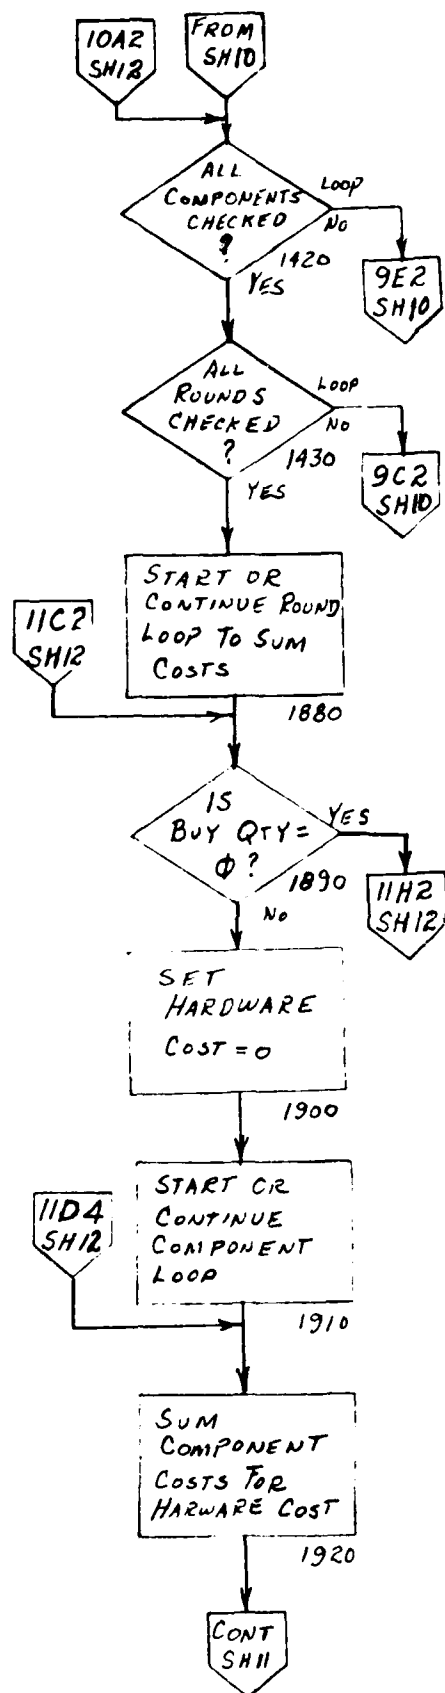 10A2
SH12
FROM
SH10
ALL
COMPONENTS
CHECKED
?
LOOP
NO
1420
YES
9E2
SH10
ALL
ROUNDS
CHECKED
?
LOOP
NO
1430
YES
9C2
SH10
START OR
CONTINUE ROUND
LOOP TO SUM
COSTS
1880
11C2
SH12
IS
BUY QTY=
Φ?
YES
1890
NO
11H2
SH12
SET
HARDWARE
COST = 0
1900
START OR
CONTINUE
COMPONENT
LOOP
1910
11D4
SH12
SUM
COMPONENT
COSTS FOR
HARWARE COST
1920
CONT
SH11